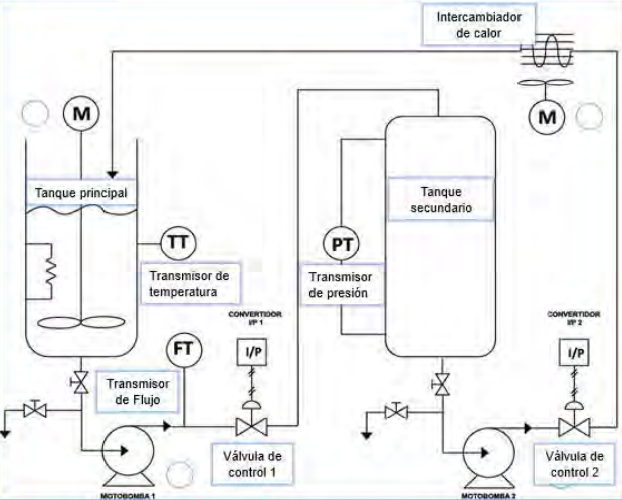 Intercambiador
de calor
M
M
Tanque principal
Tanque
secundario
TT
PT
Transmisor de
temperatura
Transmisor
de presión
CONVERTIDOR
I/P 1
CONVERTIDOR
I/P 2
FT
I/P
I/P
Transmisor
de Flujo
Válvula de
contról 1
Válvula de
control 2
MOTOBOMBA 1
MOTOBOMBA 2